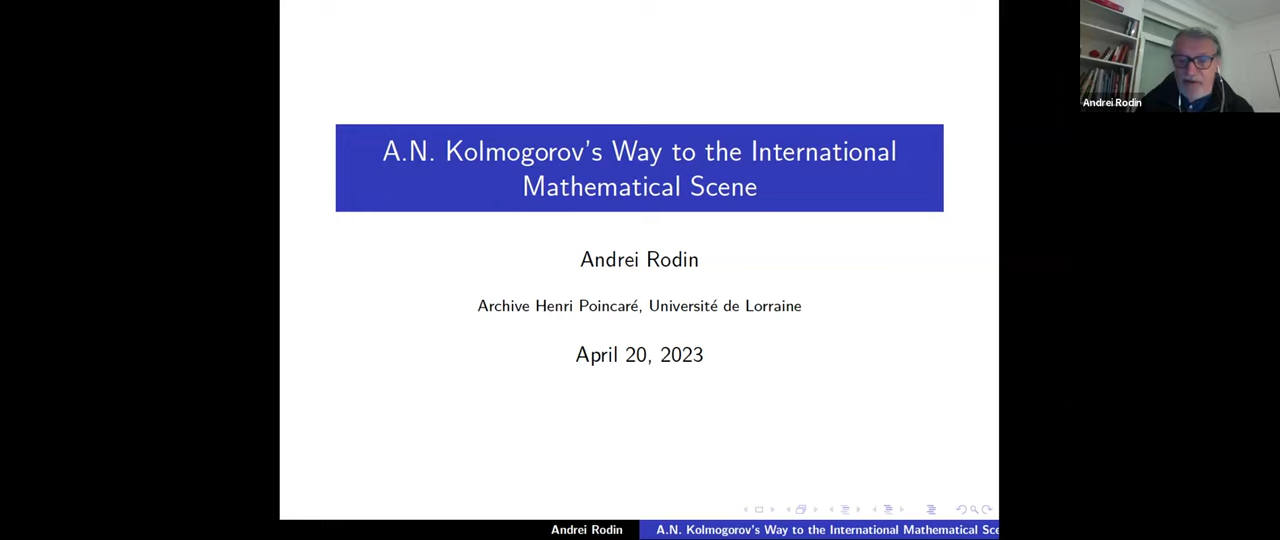 A.N. Kolmogorov's Way to the International
Mathematical Scene
Andrei Rodin
Archive Henri Poincaré, Université de Lorraine
April 20, 2023
Andrei Rodin
Andrei Rodin
A.N. Kolmogorov's Way to the International Mathematical Sce